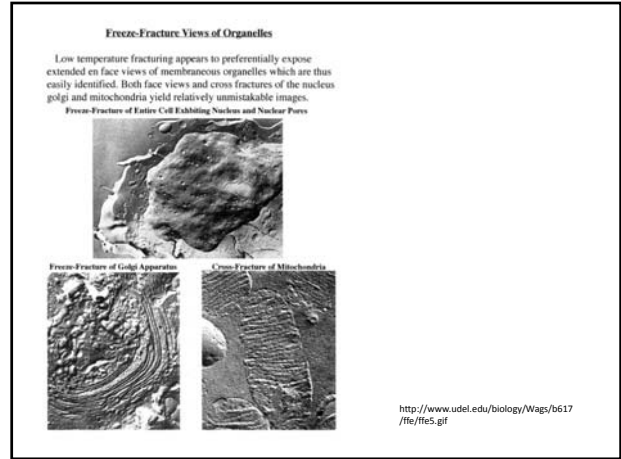 Freeze-Fracture Views of Organelles
Low temperature fracturing appears to preferentially expose
extended en face views of membraneous organelles which are thus
easily identified. Both face views and cross fractures of the nucleus
golgi and mitochondria yield relatively unmistakable images.
Freeze-Fracture of Entire Cell Exhbiting Nucleus and Nuclear Pores
Freeze-Fracture of Golgi Apparatus
Cross-Fracture of Mitochondria
http://www.udel.edu/biology/Wags/b617
/ffe/ffe5.gif